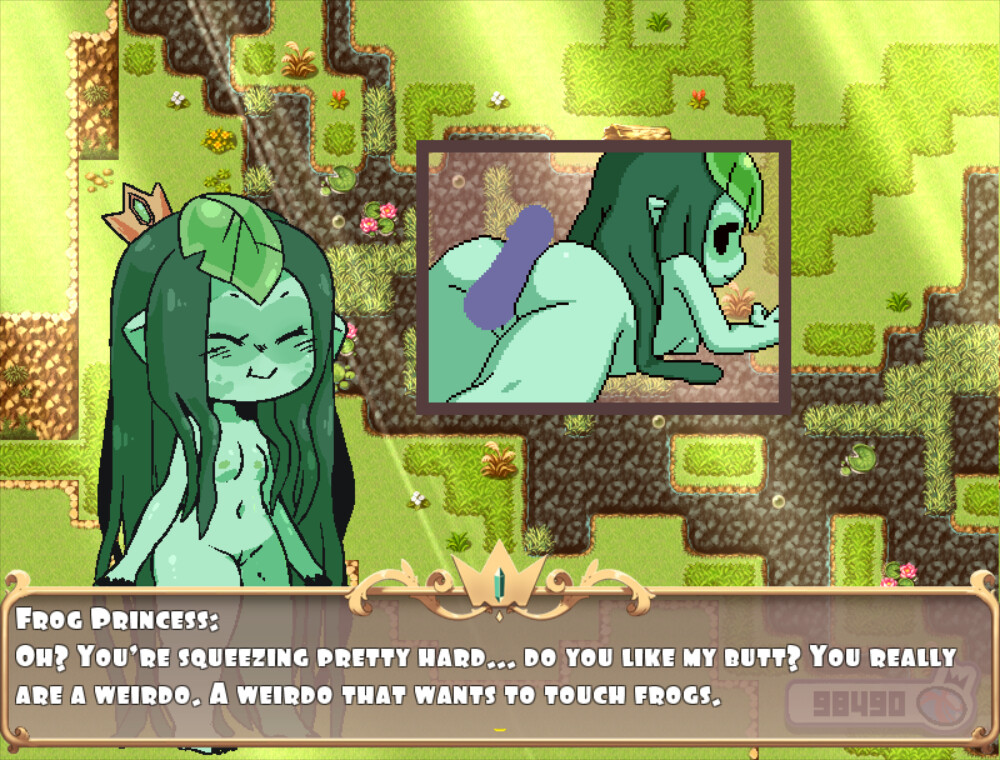 Frog Princess:
Oh? You're squeezing pretty hard... do you like my butt? You really
are a weirdo. A weirdo that wants to touch frogs.
98490